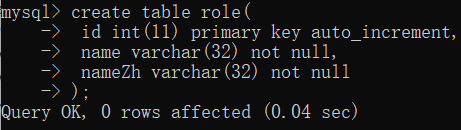 mysql> create table role(
    -> id int(11) primary key auto_increment,
    -> name varchar(32) not null,
    -> nameZh varchar(32) not null
    -> );
Query OK, 0 rows affected (0.04 sec)